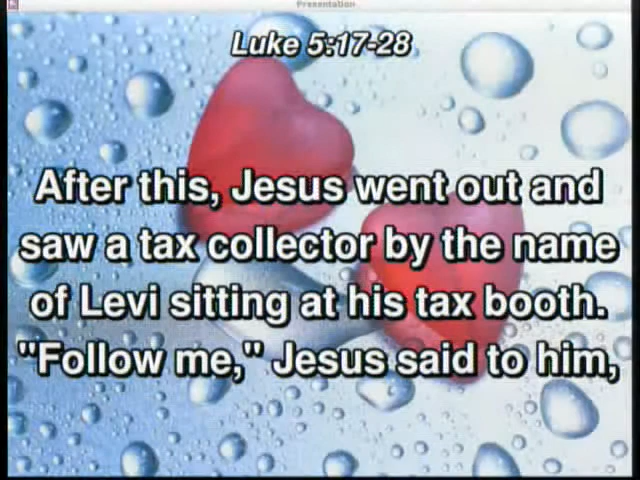 Presentation
Luke 5:17-28
After this, Jesus went out and
saw a tax collector by the name
of Levi sitting at his tax booth.
"Follow me," Jesus said to him,